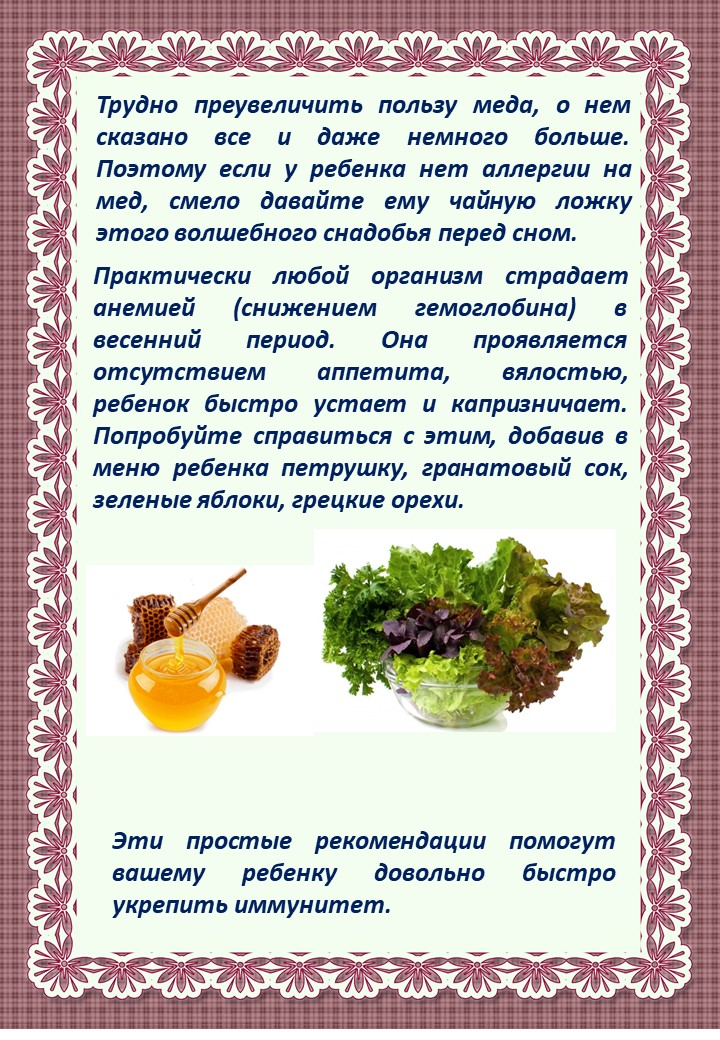 Трудно преувеличить пользу меда, о нем
сказано все и даже немного больше.
Поэтому если у ребенка нет аллергии на
мед, смело давайте ему чайную ложку
этого волшебного снадобья перед сном.
Практически любой организм страдает
анемией (снижением гемоглобина) в
весенний период. Она проявляется
отсутствием аппетита, вялостью,
ребенок быстро устает и капризничает.
Попробуйте справиться с этим, добавив в
меню ребенка петрушку, гранатовый сок,
зеленые яблоки, грецкие орехи.
Эти простые рекомендации помогут
вашему ребенку довольно быстро
укрепить иммунитет.